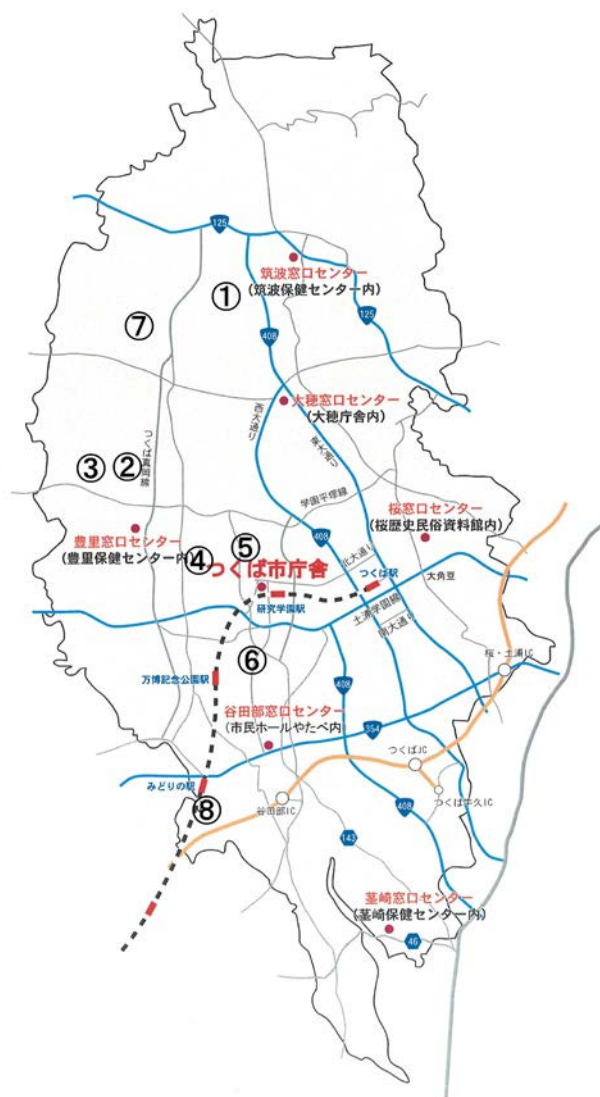 125
筑波窓口センター
(筑波保健センター内)
①
⑦
125
408
大穂窓口センター
(大穂庁舎内)
西大通り
東大通り
つくば真岡線
③
②
学園平塚線
桜窓口センター
(桜歴史民俗資料館内)
豊里窓口センター
(豊里保健センター内)
④
⑤
408
北大通り
つくば市庁舎
つくば駅
大角豆
研究学園駅
土浦学園線
南大通り
⑥
桜・土浦IC
万博記念公園駅
408
谷田部窓口センター
(市民ホールやたべ内)
354
つくばJC
みどりの駅
⑧
谷田部IC
408
つくば牛久IC
143
茎崎窓口センター
(茎崎保健センター内)
46